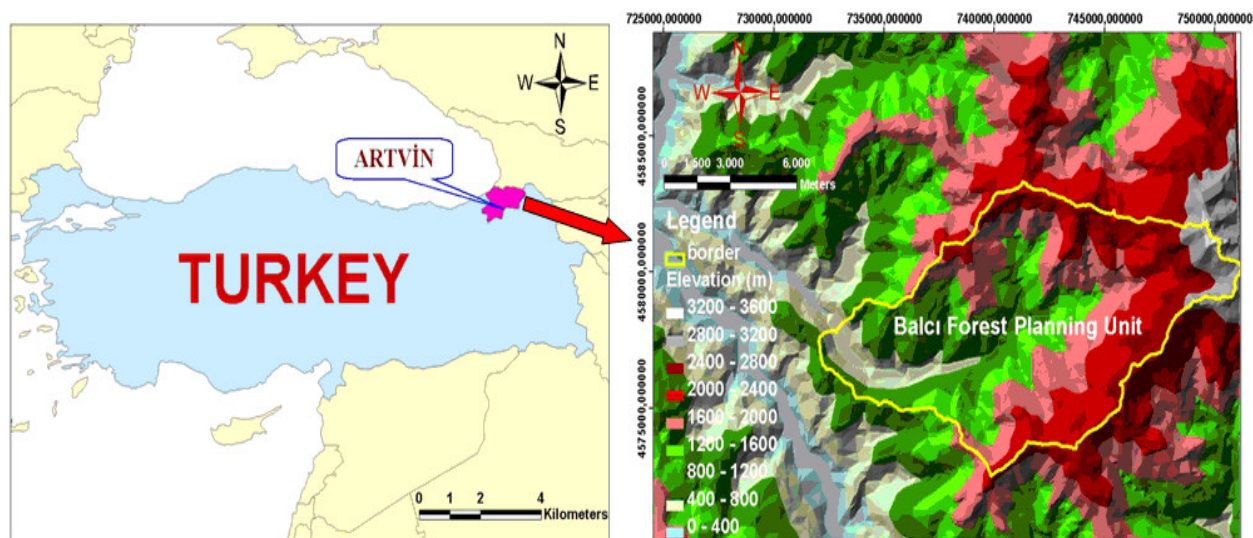 N
W E
S
ARTVİN
TURKEY
0 1 2 4
Kilometers
725000,000000 730000,000000 735000,000000 740000,000000 745000,000000 750000,000000
4585000,000000
4580000,000000
4575000,000000
N
W E
S
0 1.500 3.000 6.000
Meters
Legend
border
Elevation (m)
3200 - 3600
2800 - 3200
2400 - 2800
2000 - 2400
1600 - 2000
1200 - 1600
800 - 1200
400 - 800
0 - 400
Balcı Forest Planning Unit